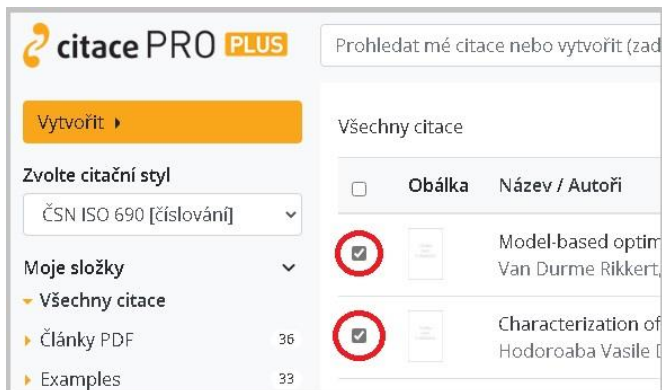 citace PRO PLUS
Prohledat mé citace nebo vytvořit (zad
Vytvořit
Všechny citace
Zvolte citační styl
ČSN ISO 690 [číslování]
Obálka Název / Autoři
Moje složky
Všechny citace
Články PDF 36
Examples 33
Model-based optim
Van Durme Rikkert,
Characterization of
Hodoroaba Vasile D